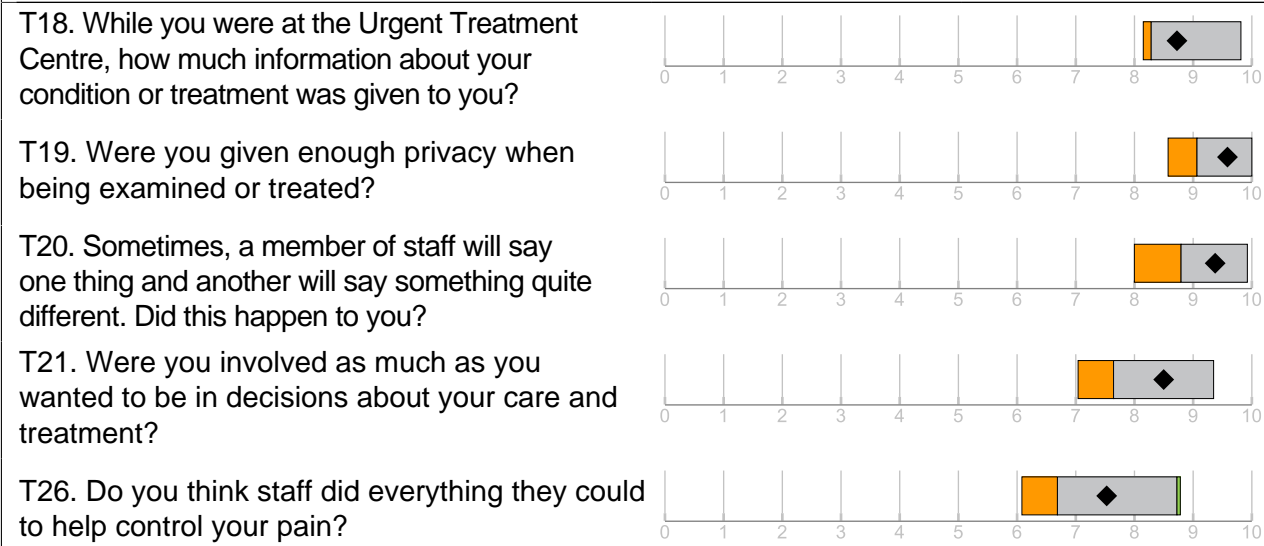 T18. While you were at the Urgent Treatment
Centre, how much information about your
condition or treatment was given to you?
0 1 2 3 4 5 6 7 8 9 10
T19. Were you given enough privacy when
being examined or treated?
0 1 2 3 4 5 6 7 8 9 10
T20. Sometimes, a member of staff will say
one thing and another will say something quite
different. Did this happen to you?
0 1 2 3 4 5 6 7 8 9 10
T21. Were you involved as much as you
wanted to be in decisions about your care and
treatment?
0 1 2 3 4 5 6 7 8 9 10
T26. Do you think staff did everything they could
to help control your pain?
0 1 2 3 4 5 6 7 8 9 10